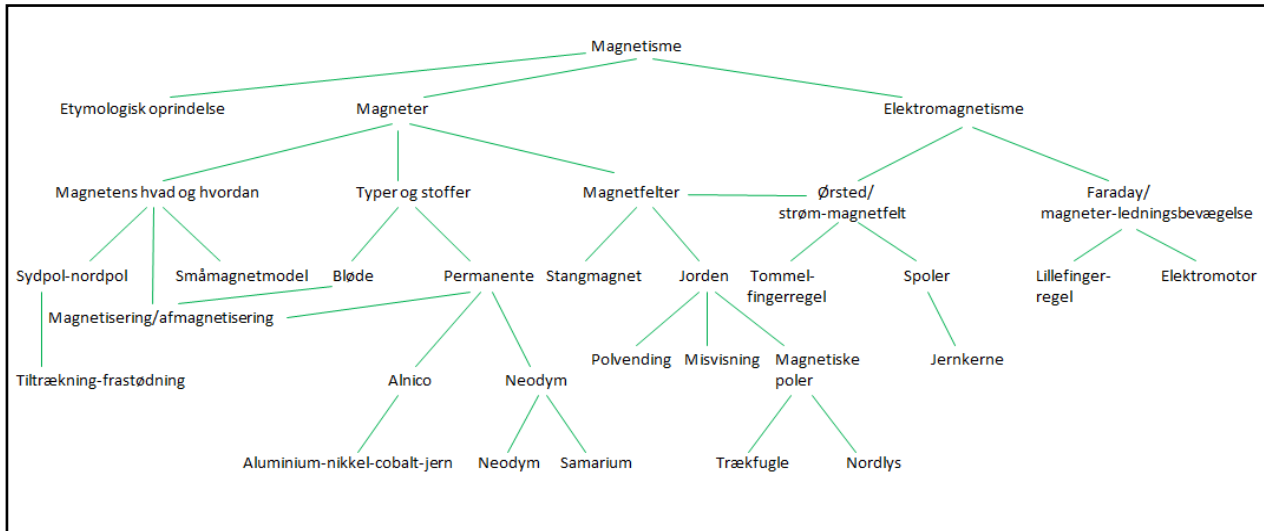 Magnetisme
Etymologisk oprindelse
Magneter
Elektromagnetisme
Magnetens hvad og hvordan
Typer og stoffer
Magnetfelter
Ørsted/
strøm-magnetfelt
Faraday/
magneter-ledningsbevægelse
Sydpol-nordpol
Småmagnetmodel
Bløde
Permanente
Stangmagnet
Jorden
Tommel-
fingerregel
Spoler
Lillefinger-
regel
Elektromotor
Magnetisering/afmagnetisering
Tiltrækning-frastødning
Alnico
Neodym
Polvending
Misvisning
Magnetiske
poler
Jernkerne
Aluminium-nikkel-cobalt-jern
Neodym
Samarium
Trækfugle
Nordlys